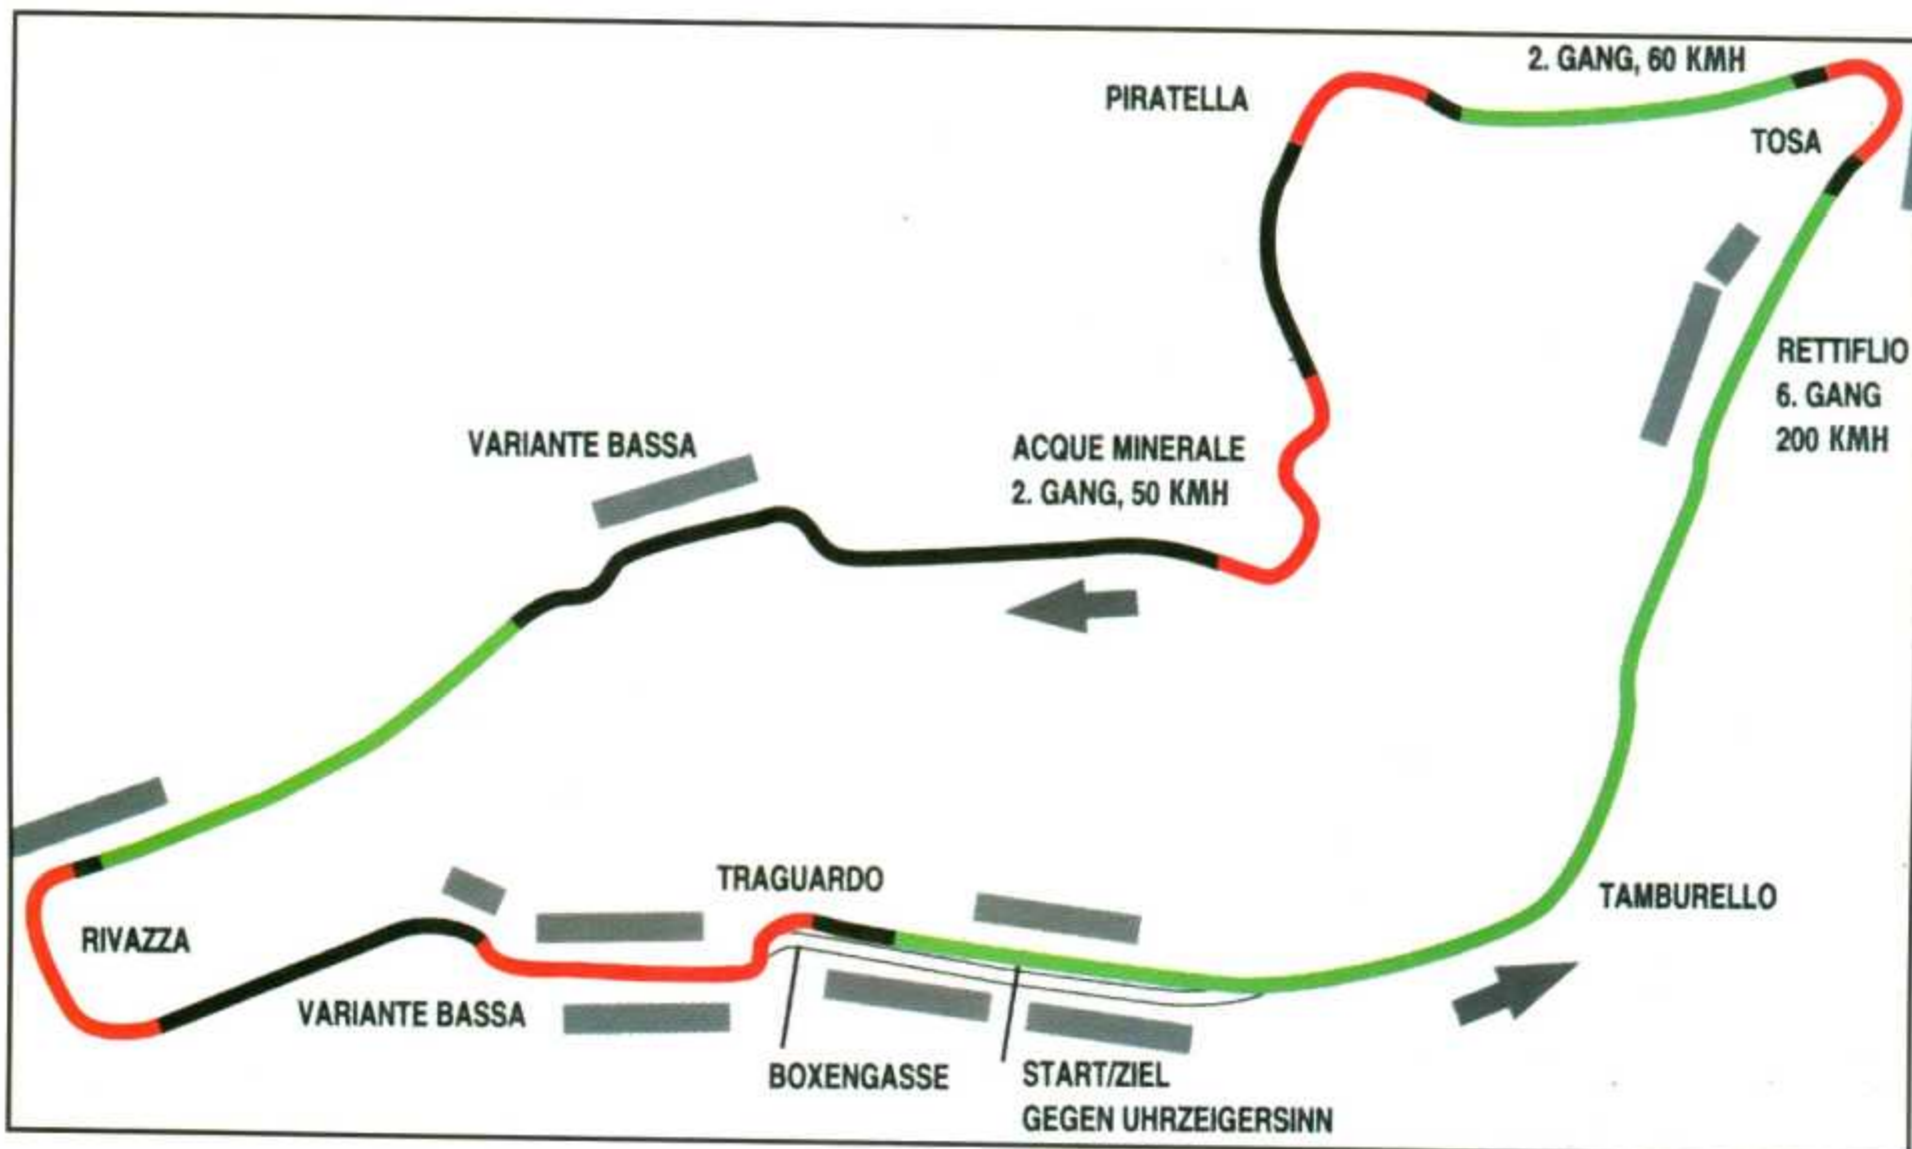 2. GANG, 60 KMH
PIRATELLA
TOSA
RETTIFLIO
6. GANG
200 KMH
VARIANTE BASSA
ACQUE MINERALE
2. GANG, 50 KMH
TRAGUARDO
TAMBURELLO
RIVAZZA
VARIANTE BASSA
BOXENGASSE
START/ZIEL
GEGEN UHRZEIGERSINN